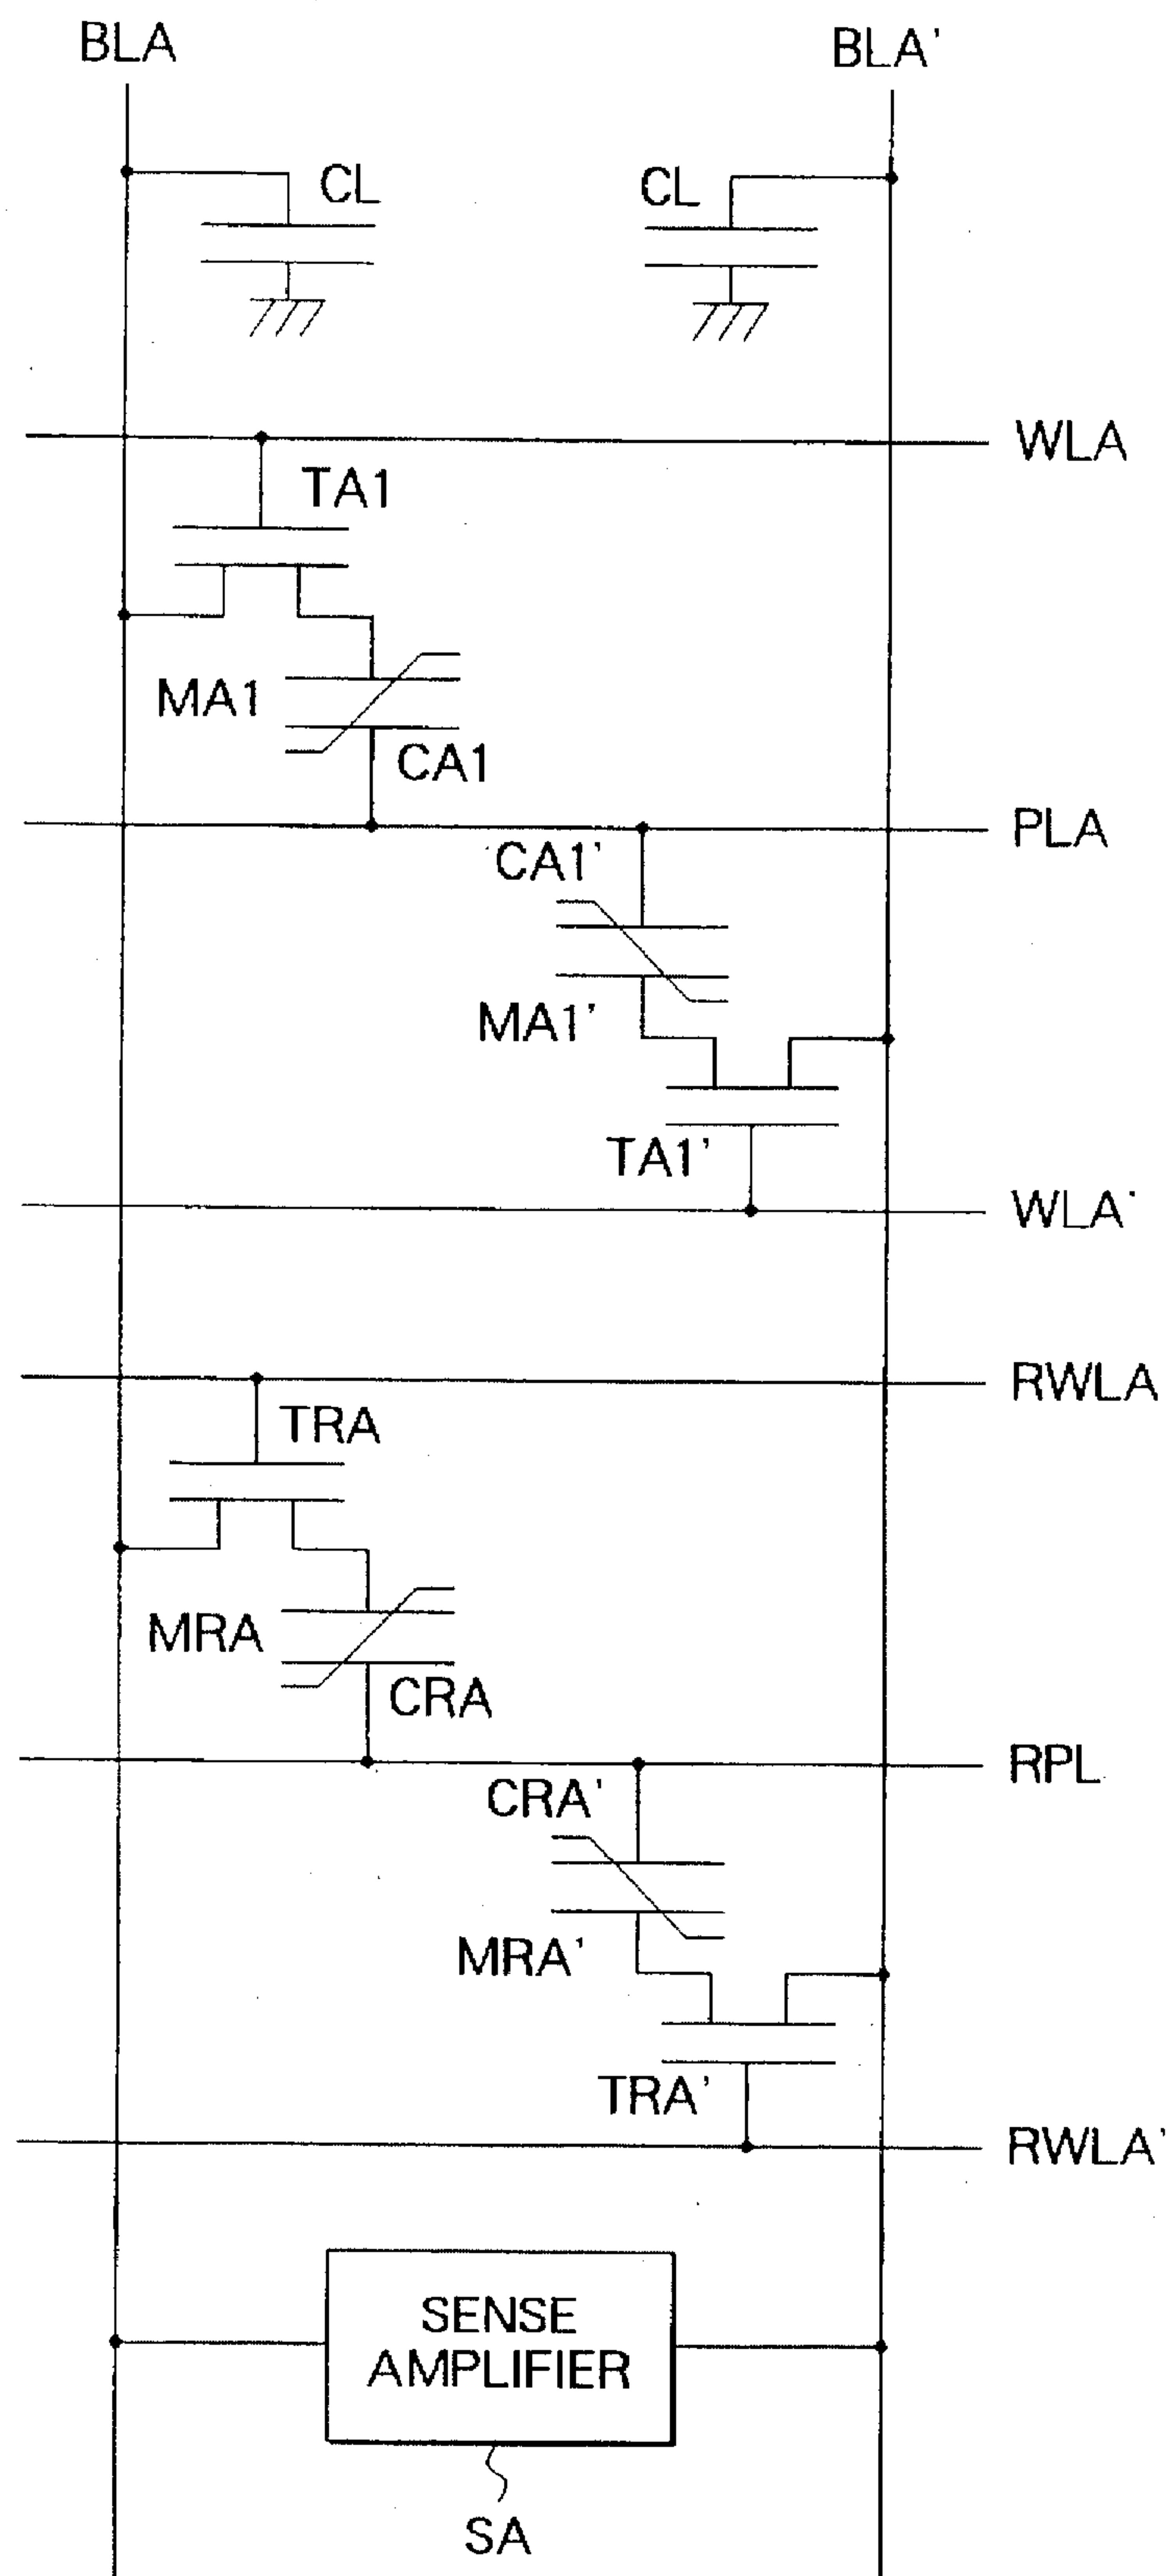 BLA
BLA'
CL
CL
WLA
TA1
MA1
CA1
PLA
CA1'
MA1'
TA1'
WLA'
RWLA
TRA
MRA
CRA
RPL
CRA'
MRA'
TRA'
RWLA'
SENSE
AMPLIFIER
SA